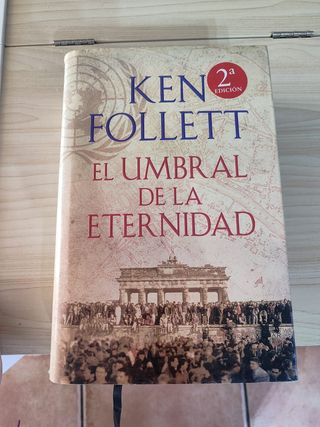 KEN
FOLLETT
2ª
EDICIÓN
EL UMBRAL
DE LA
ETERNIDAD